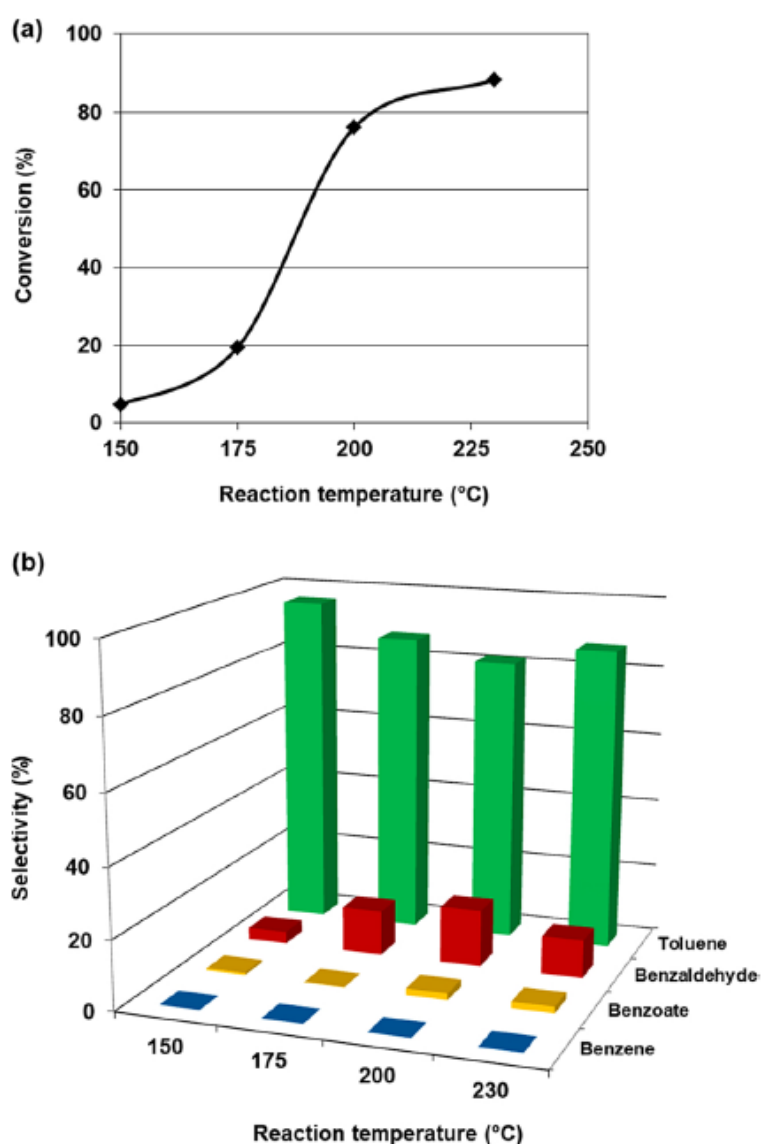 (a)
100
80
60
40
20
0
Conversion (%)
150 175 200 225 250
Reaction temperature (°C)
(b)
100
80
60
40
20
0
Selectivity (%)
150 175 200 230
Toluene
Benzaldehyde
Benzoate
Benzene
Reaction temperature (°C)